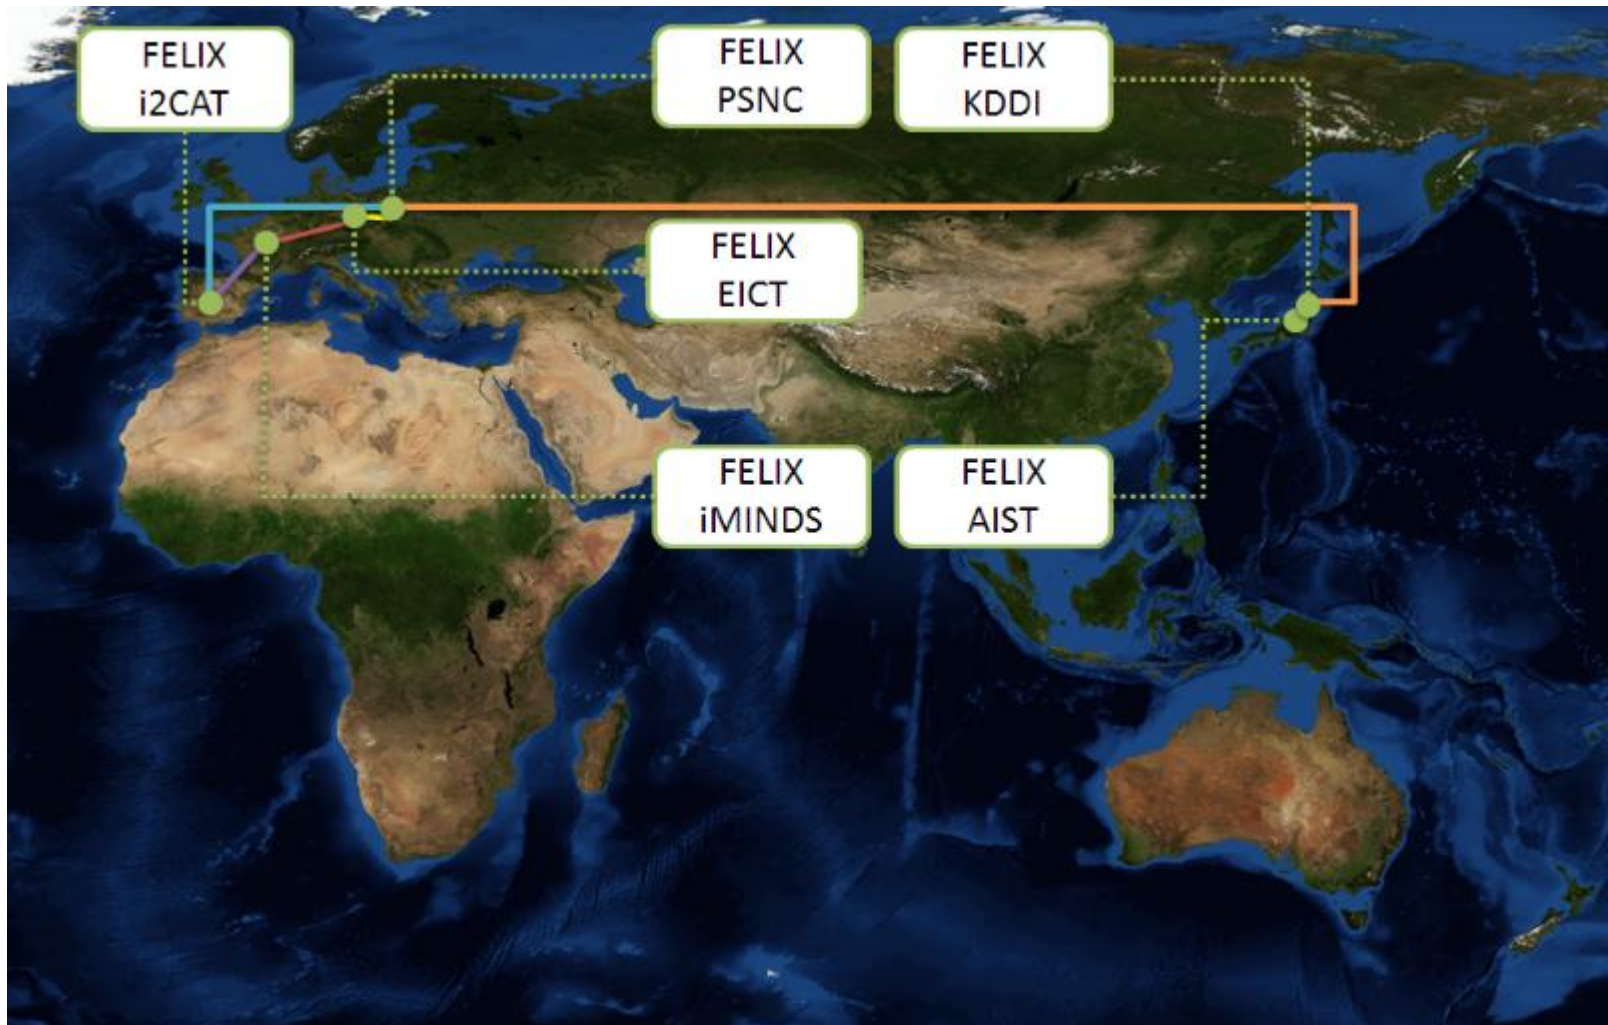 FELIX
i2CAT
FELIX
PSNC
FELIX
KDDI
FELIX
EICT
FELIX
iMINDS
FELIX
AIST